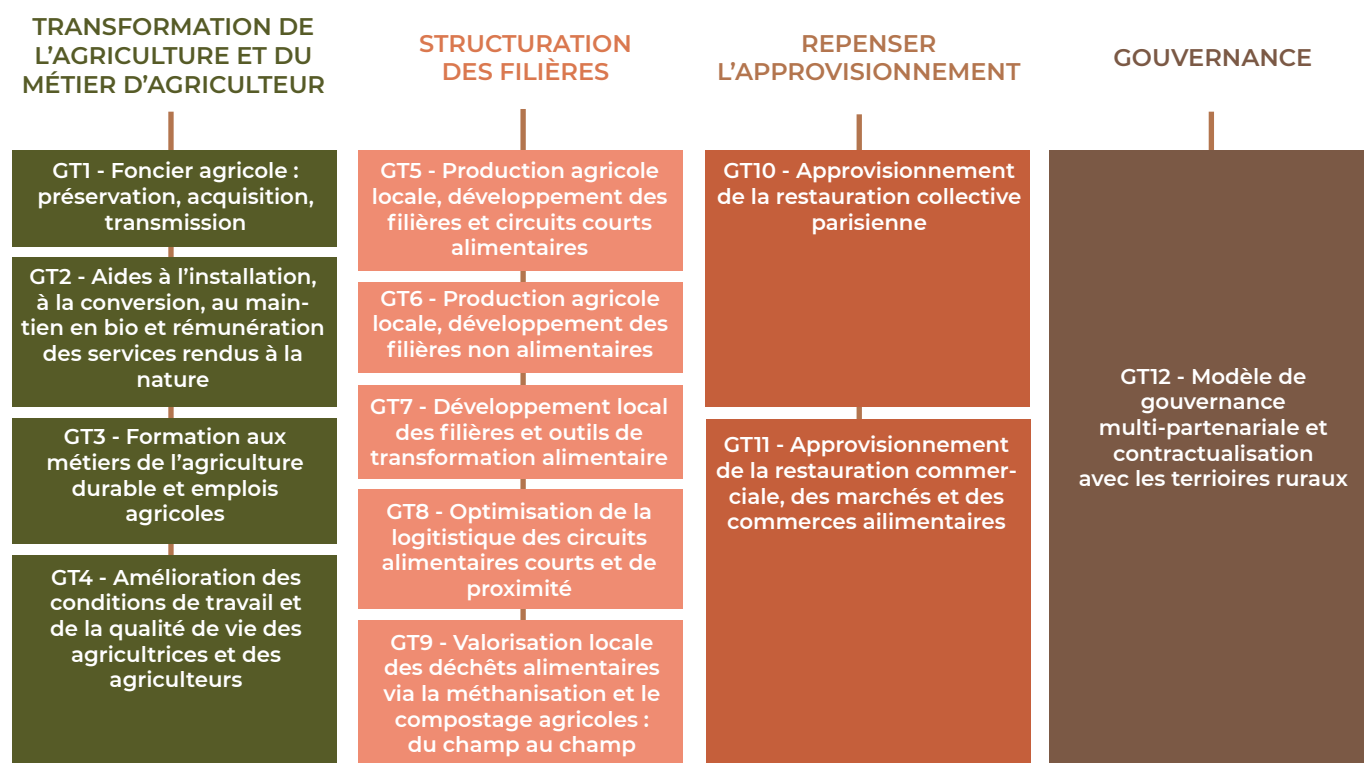 TRANSFORMATION DE
L'AGRICULTURE ET DU
MÉTIER D'AGRICULTEUR
GT1 - Foncier agricole :
préservation, acquisition,
transmission
GT2 - Aides à l'installation,
à la conversion, au main-
tien en bio et rémunération
des services rendus à la
nature
GT3 - Formation aux
métiers de l'agriculture
durable et emplois
agricoles
GT4 - Amélioration des
conditions de travail et
de la qualité de vie des
agricultrices et des
agriculteurs
STRUCTURATION
DES FILIÈRES
GT5 - Production agricole
locale, développement des
filières et circuits courts
alimentaires
GT6 - Production agricole
locale, développement des
filières non alimentaires
GT7 - Développement local
des filières et outils de
transformation alimentaire
GT8 - Optimisation de la
logitistique des circuits
alimentaires courts et de
proximité
GT9 - Valorisation locale
des déchêts alimentaires
via la méthanisation et le
compostage agricoles :
du champ au champ
REPENSER
L'APPROVISIONNEMENT
GT10 - Approvisionnement
de la restauration collective
parisienne
GT11 - Approvisionnement
de la restauration commer-
ciale, des marchés et des
commerces ailimentaires
GOUVERNANCE
GT12 - Modèle de
gouvernance
multi-partenariale et
contractualisation
avec les terrioires ruraux